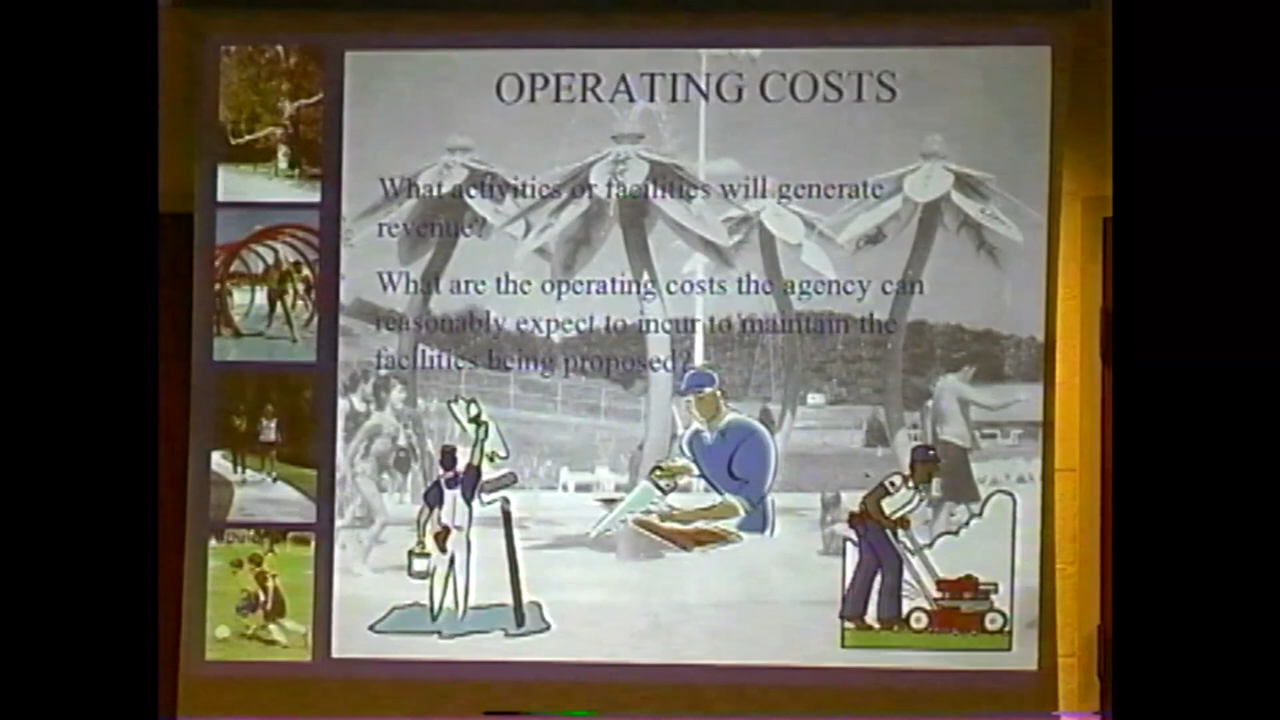 OPERATING COSTS
What activities or facilities will generate
revenue?
What are the operating costs the agency can
reasonably expect to incur to maintain the
facilities being proposed?